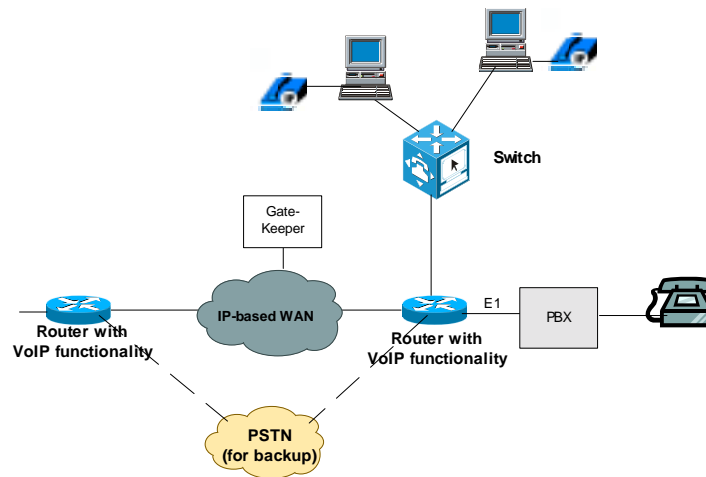 Switch
Gate-
Keeper
IP-based WAN
E1
PBX
Router with
VoIP functionality
Router with
VoIP functionality
PSTN
(for backup)